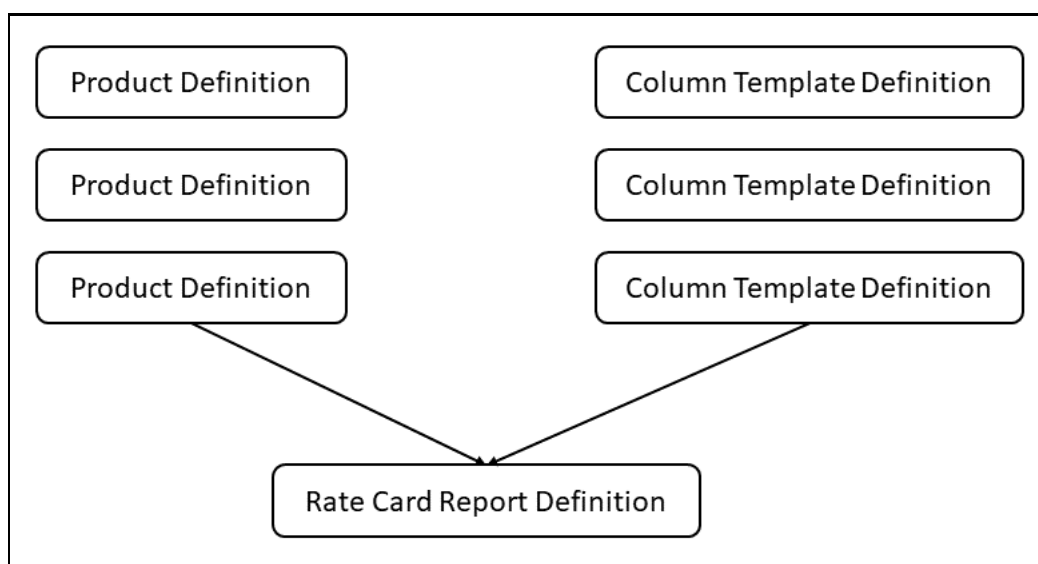 Product Definition
Column Template Definition
Product Definition
Column Template Definition
Product Definition
Column Template Definition
Rate Card Report Definition